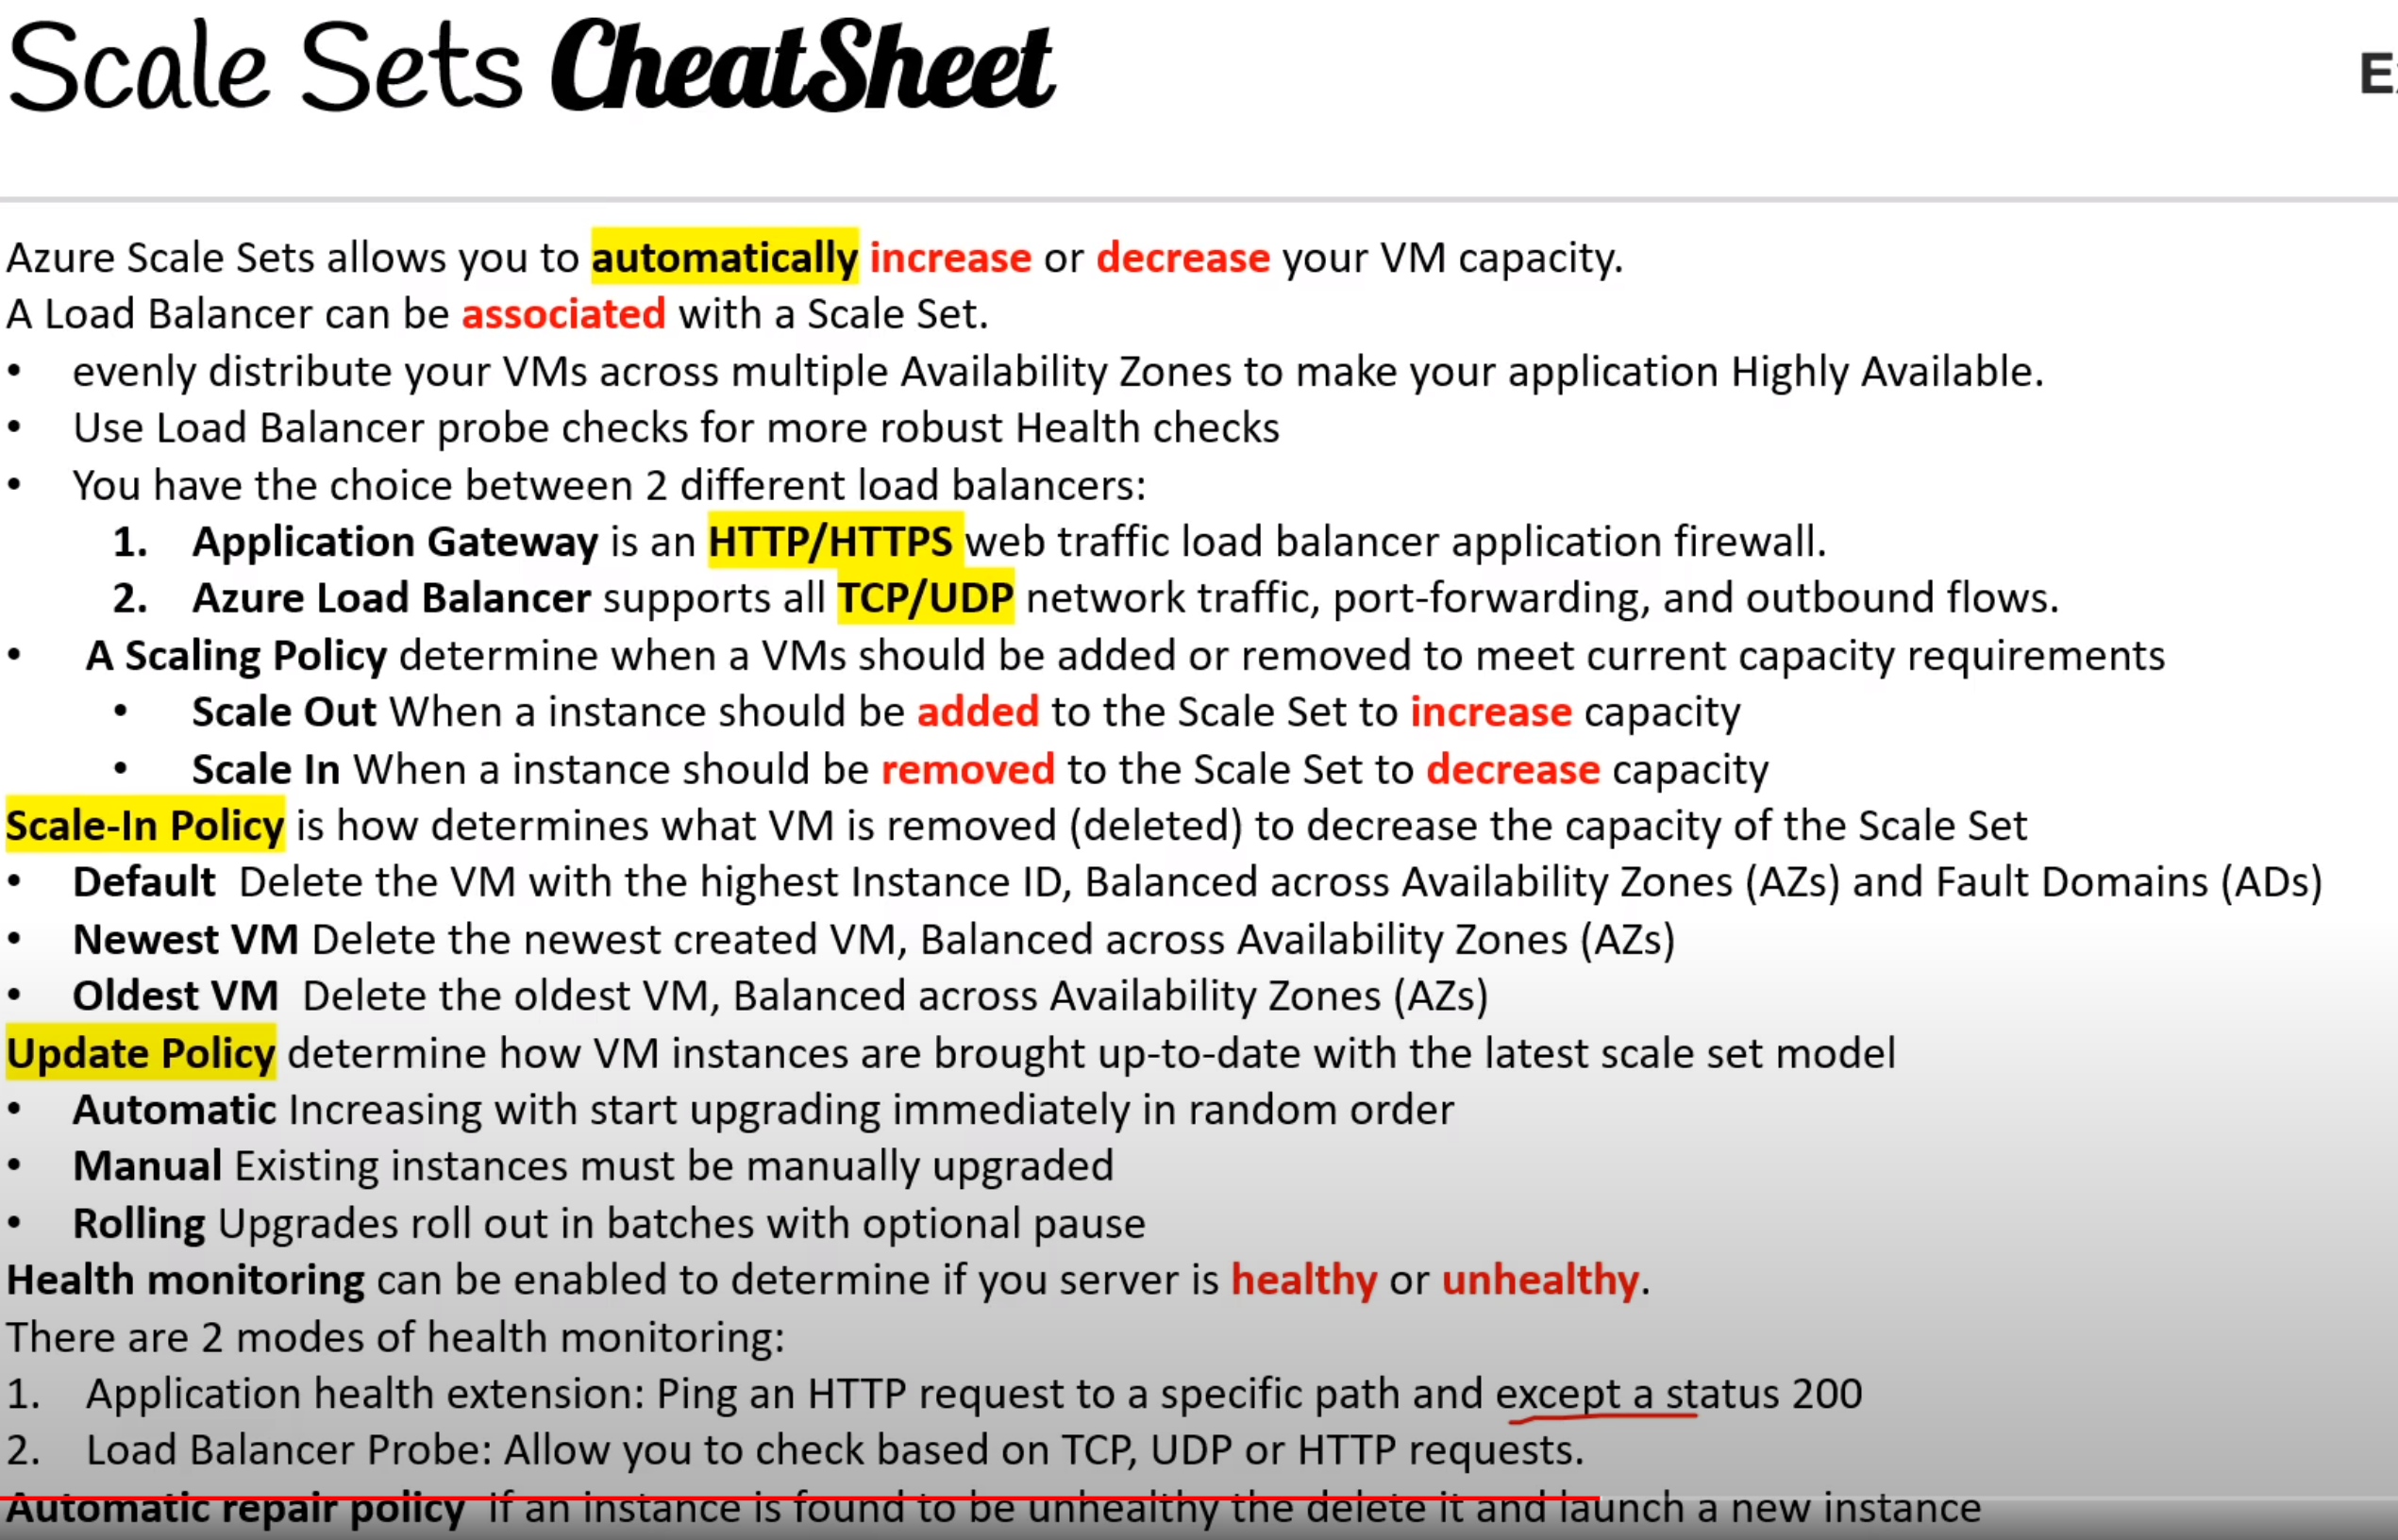 Scale Sets CheatSheet
Azure Scale Sets allows you to automatically increase or decrease your VM capacity.
A Load Balancer can be associated with a Scale Set.
• evenly distribute your VMs across multiple Availability Zones to make your application Highly Available.
• Use Load Balancer probe checks for more robust Health checks
• You have the choice between 2 different load balancers:
1. Application Gateway is an HTTP/HTTPS web traffic load balancer application firewall.
2. Azure Load Balancer supports all TCP/UDP network traffic, port-forwarding, and outbound flows.
• A Scaling Policy determine when a VMs should be added or removed to meet current capacity requirements
• Scale Out When a instance should be added to the Scale Set to increase capacity
• Scale In When a instance should be removed to the Scale Set to decrease capacity
Scale-In Policy is how determines what VM is removed (deleted) to decrease the capacity of the Scale Set
• Default Delete the VM with the highest Instance ID, Balanced across Availability Zones (AZs) and Fault Domains (ADs)
• Newest VM Delete the newest created VM, Balanced across Availability Zones (AZs)
• Oldest VM Delete the oldest VM, Balanced across Availability Zones (AZs)
Update Policy determine how VM instances are brought up-to-date with the latest scale set model
• Automatic Increasing with start upgrading immediately in random order
• Manual Existing instances must be manually upgraded
• Rolling Upgrades roll out in batches with optional pause
Health monitoring can be enabled to determine if you server is healthy or unhealthy.
There are 2 modes of health monitoring:
1. Application health extension: Ping an HTTP request to a specific path and except a status 200
2. Load Balancer Probe: Allow you to check based on TCP, UDP or HTTP requests.
Automatic repair policy If an instance is found to be unhealthy the delete it and launch a new instance